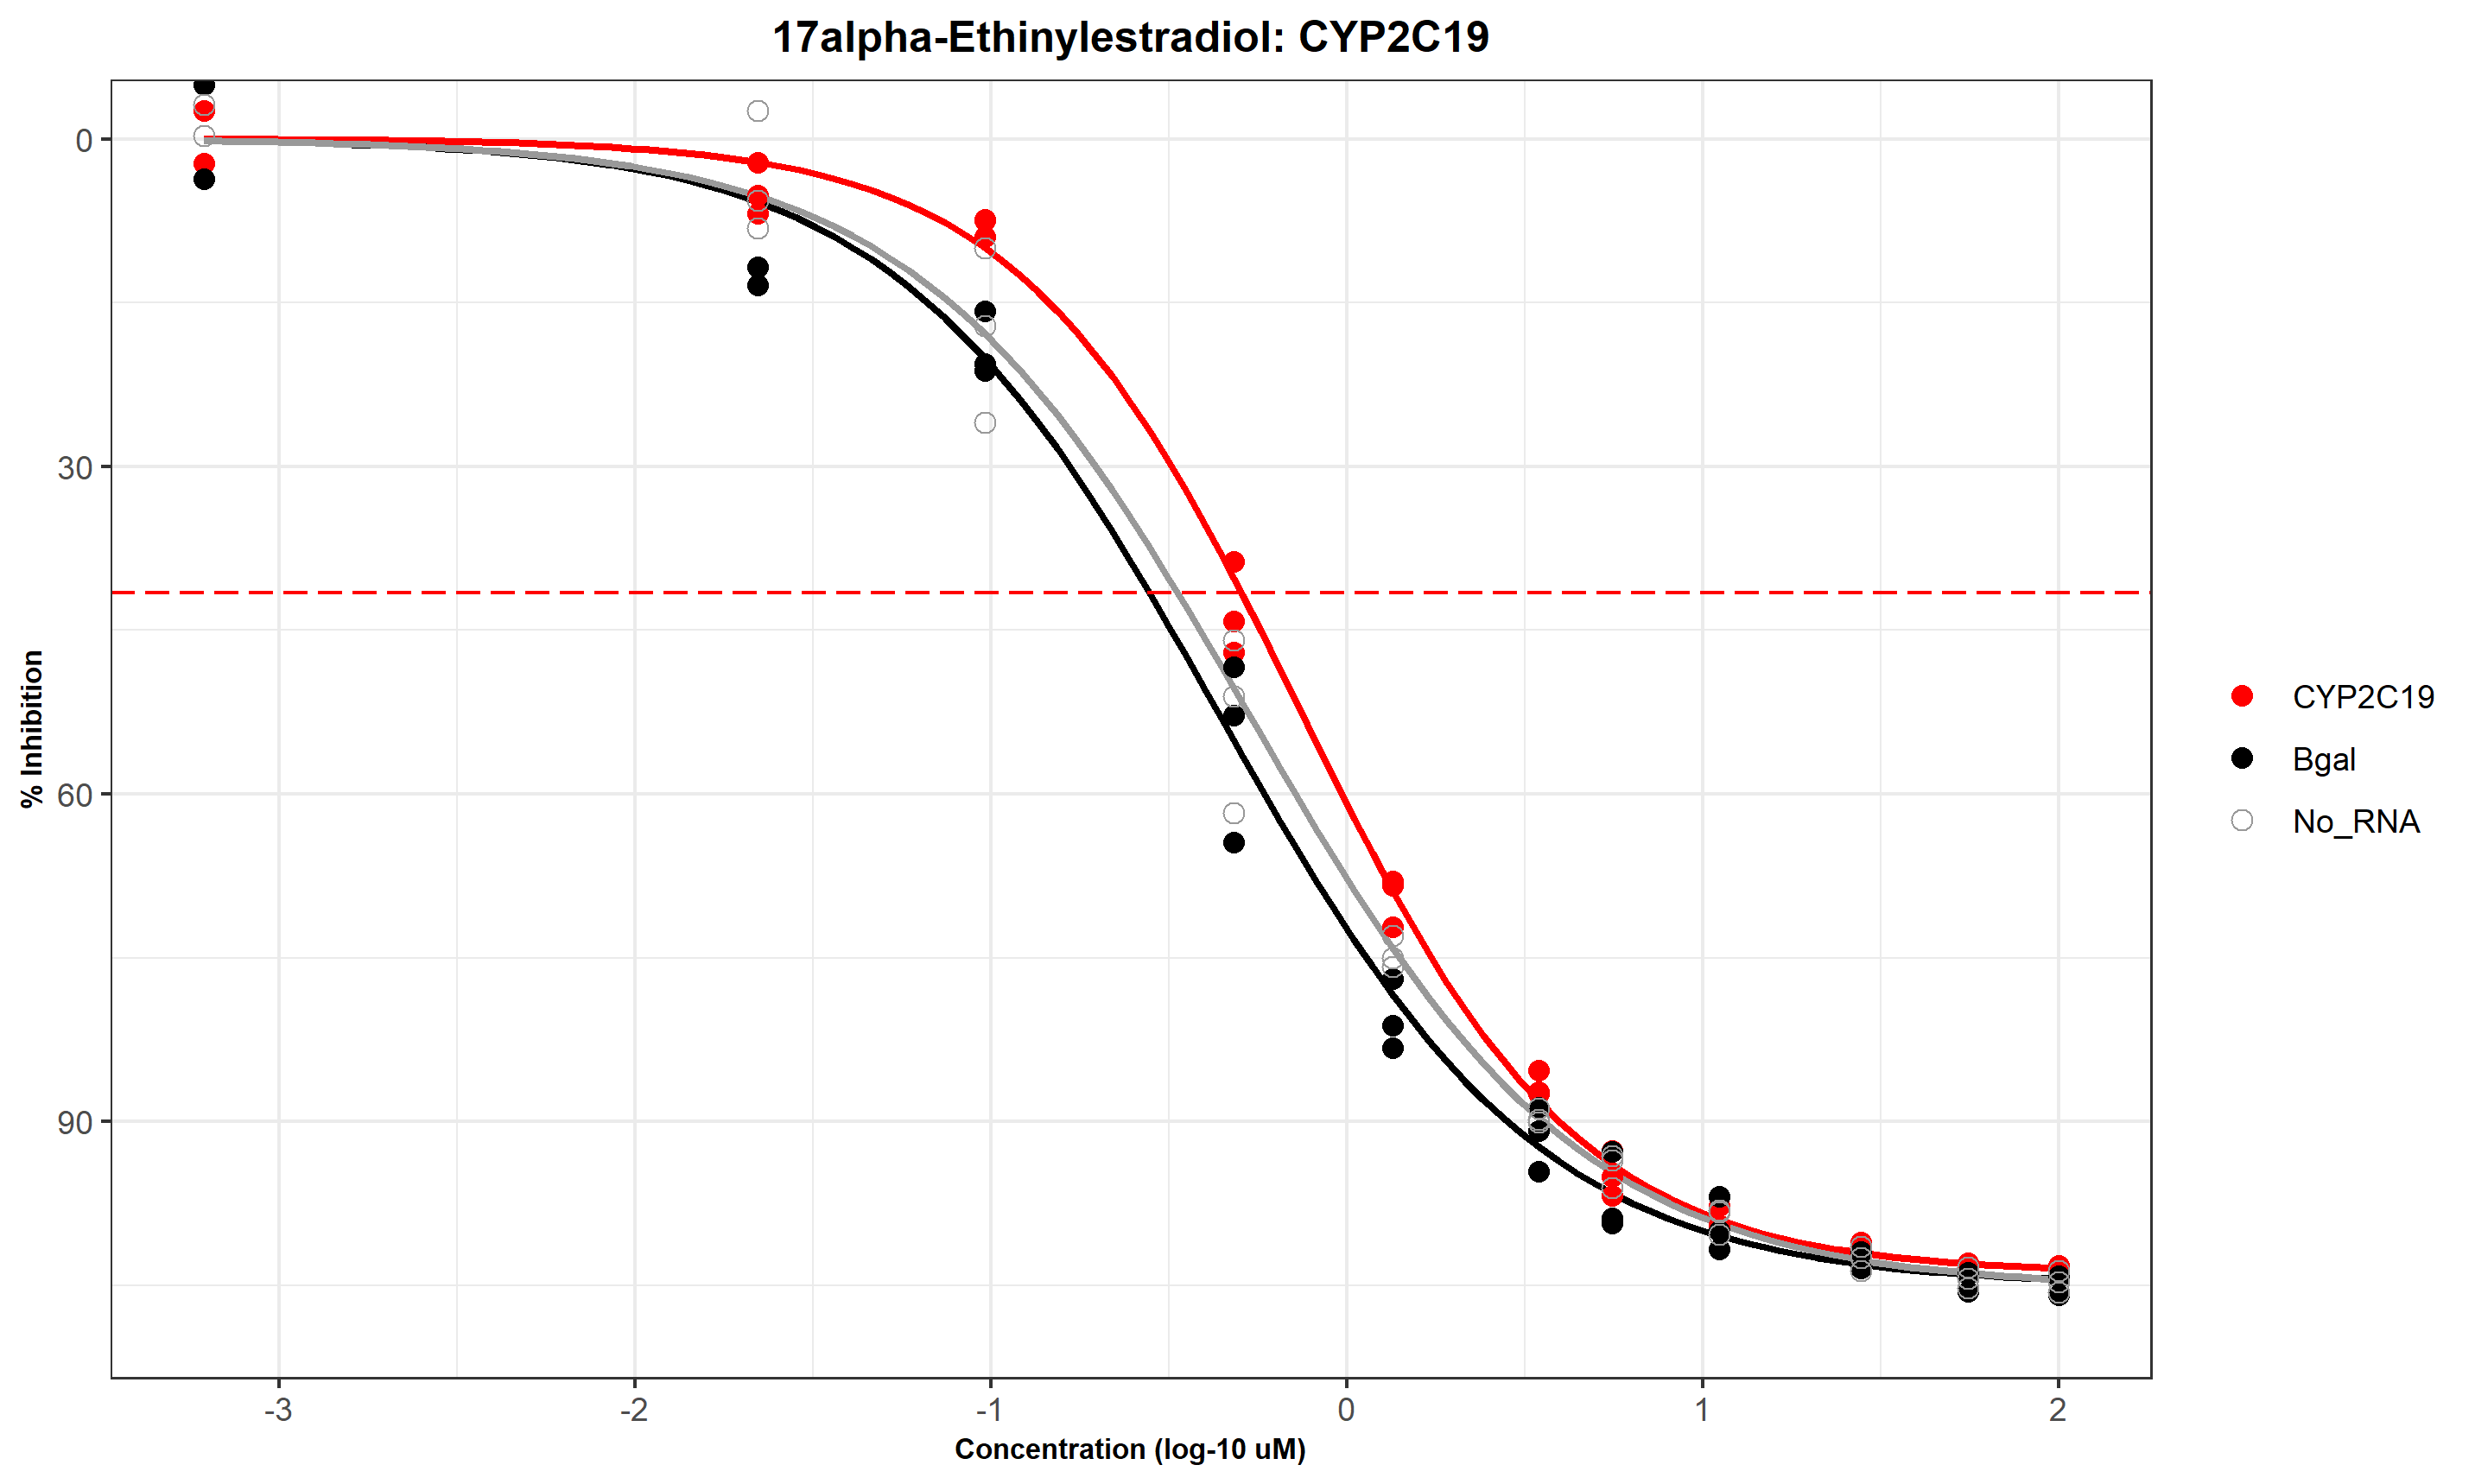 17alpha-Ethinylestradiol: CYP2C19
% Inhibition
0
30
60
90
-3
-2
-1
0
1
2
Concentration (log-10 uM)
CYP2C19
Bgal
No_RNA